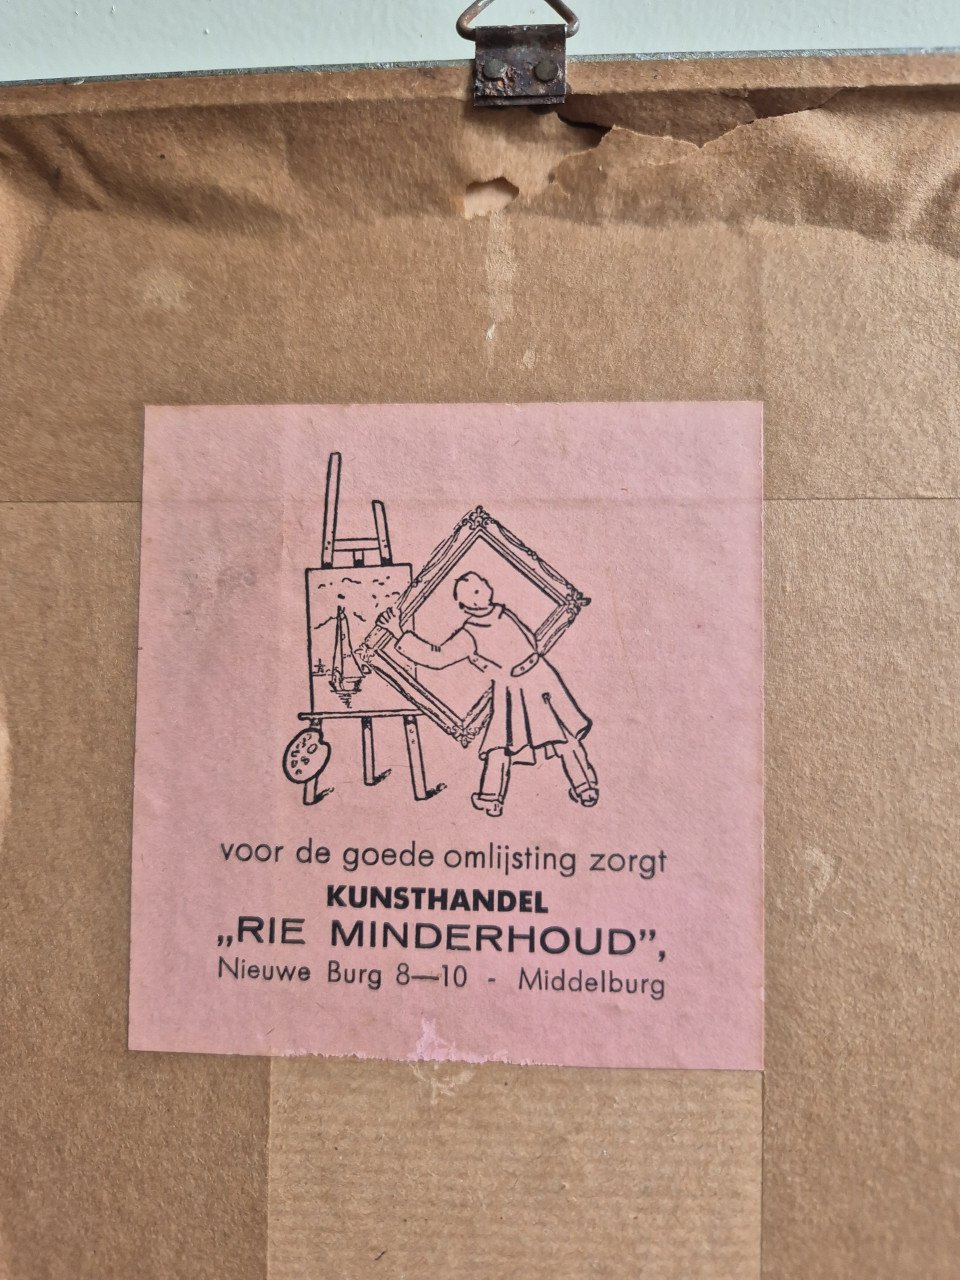 voor de goede omlijsting zorgt
KUNSTHANDEL
„RIE MINDERHOUD”,
Nieuwe Burg 8—10 - Middelburg